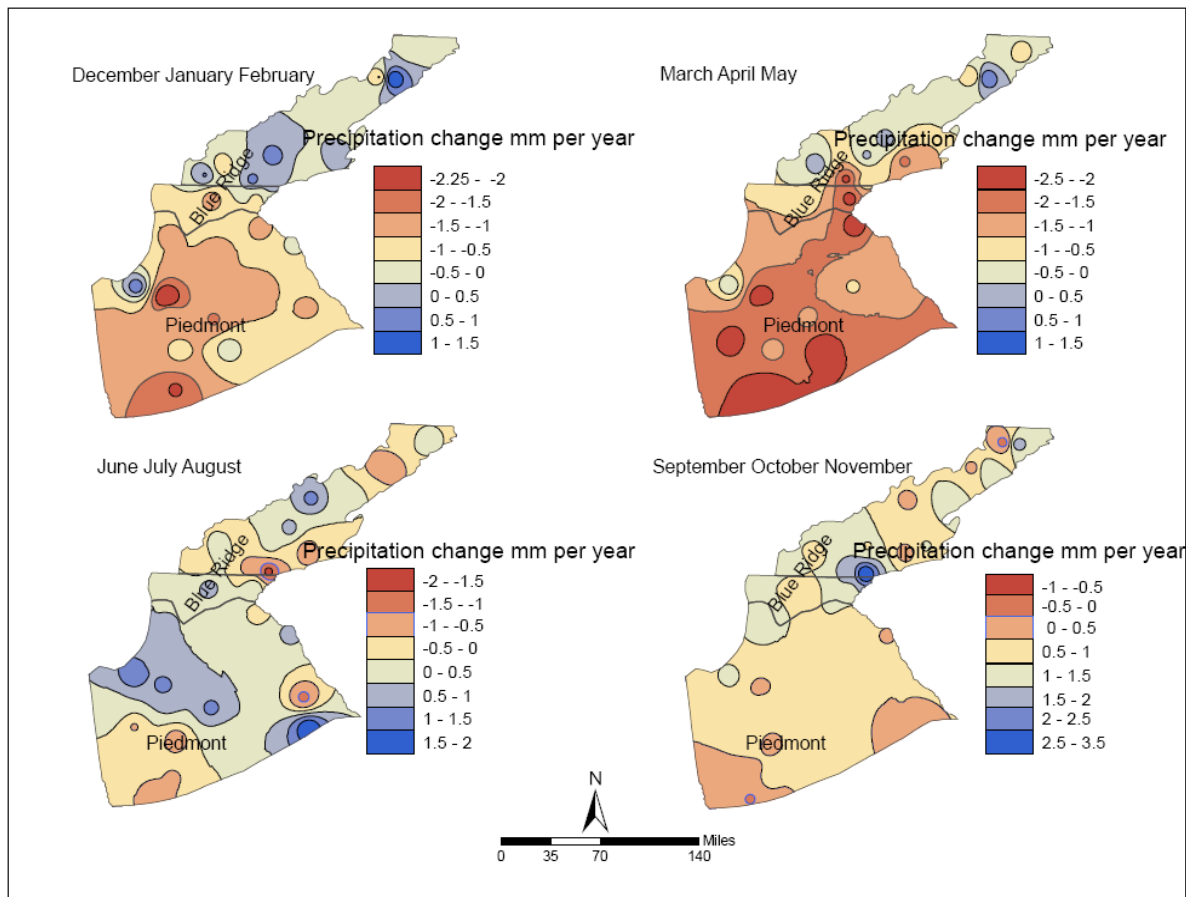 December January February
Precipitation change mm per year
-2.25 - -2
-2 - -1.5
-1.5 - -1
-1 - -0.5
-0.5 - 0
0 - 0.5
0.5 - 1
1 - 1.5
Blue Ridge
Piedmont
March April May
Precipitation change mm per year
-2.5 - -2
-2 - -1.5
-1.5 - -1
-1 - -0.5
-0.5 - 0
0 - 0.5
0.5 - 1
1 - 1.5
Blue Ridge
Piedmont
June July August
Precipitation change mm per year
-2 - -1.5
-1.5 - -1
-1 - -0.5
-0.5 - 0
0 - 0.5
0.5 - 1
1 - 1.5
1.5 - 2
Blue Ridge
Piedmont
September October November
Precipitation change mm per year
-1 - -0.5
-0.5 - 0
0 - 0.5
0.5 - 1
1 - 1.5
1.5 - 2
2 - 2.5
2.5 - 3.5
Blue Ridge
Piedmont
N
Miles
0 35 70 140